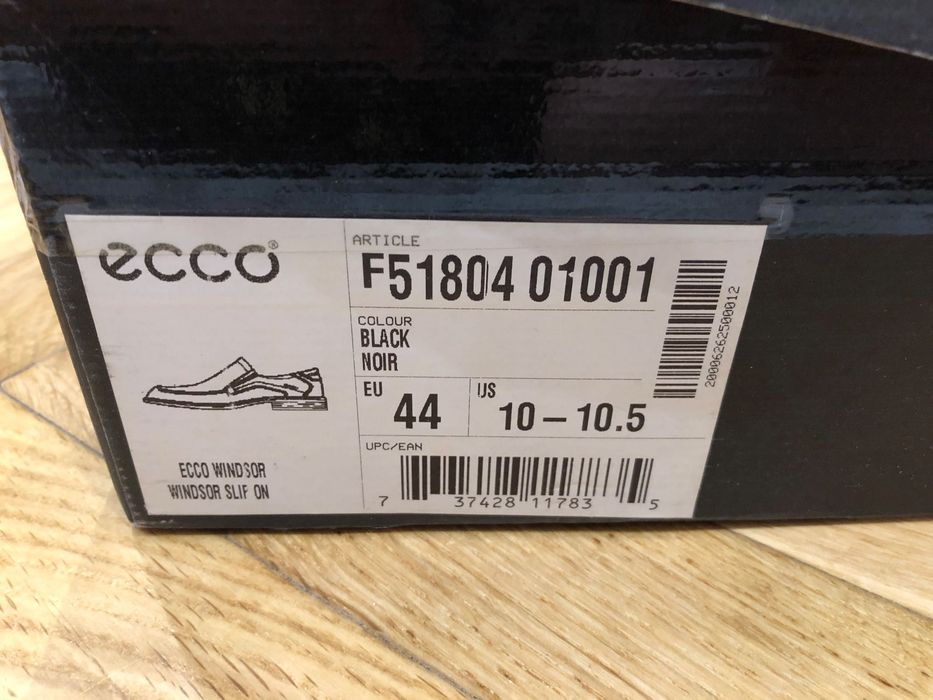 ecco®
ECCO WINDSOR
WINDSOR SLIP ON
ARTICLE
F51804 01001
COLOUR
BLACK
NOIR
EU
44
US
10 – 10.5
UPC/EAN
7 37428 11783 5
20006262500012